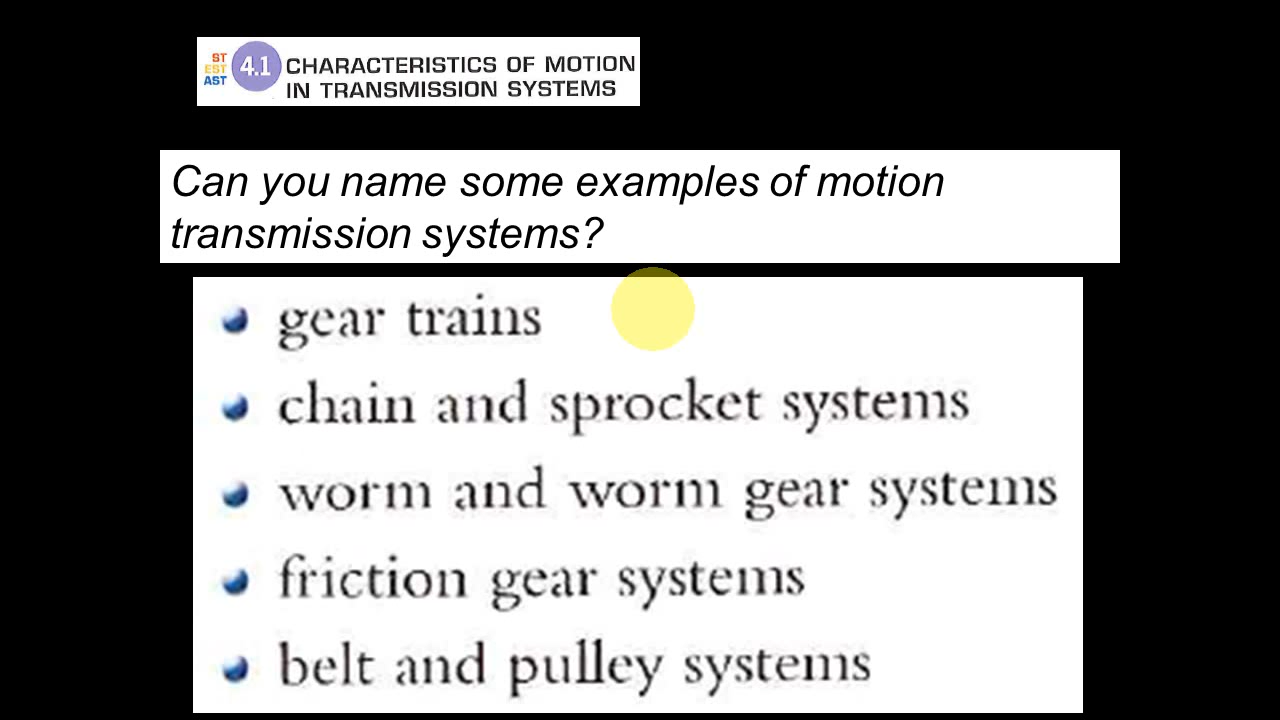 ST
EST
AST
4.1
CHARACTERISTICS OF MOTION
IN TRANSMISSION SYSTEMS
Can you name some examples of motion
transmission systems?
gear trains
chain and sprocket systems
worm and worm gear systems
friction gear systems
belt and pulley systems